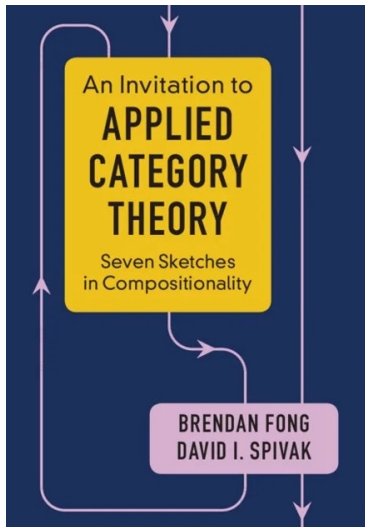 An Invitation to
APPLIED
CATEGORY
THEORY
Seven Sketches
in Compositionality
BRENDAN FONG
DAVID I. SPIVAK